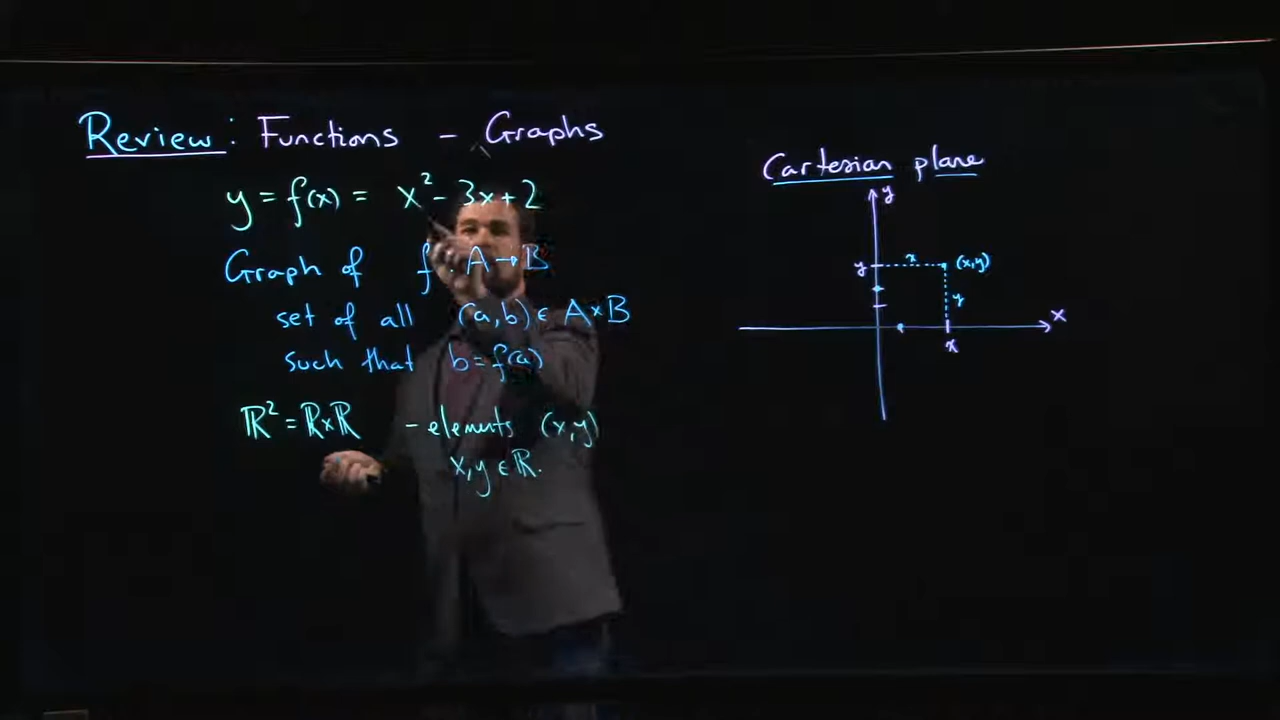 Review: Functions - Graphs
y = f(x) = x² - 3x + 2
Graph of f: A → B
set of all (a,b) ∈ A × B
such that b = f(a)
ℝ² = ℝ×ℝ - elements (x,y)
x,y ∈ ℝ.
Cartesian plane
y
y x (x,y)
y
x
x